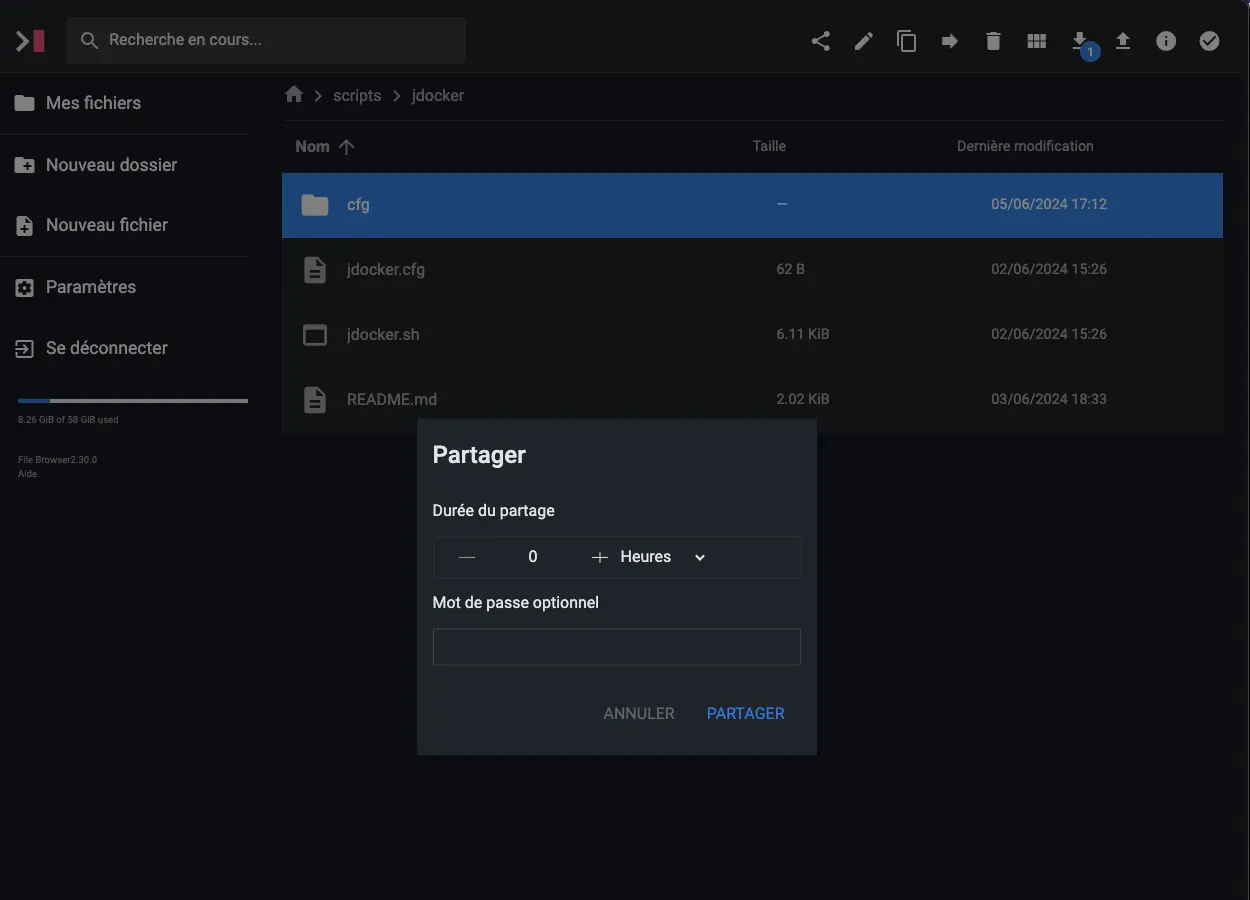 Recherche en cours...
1
Mes fichiers
Nouveau dossier
Nouveau fichier
Paramètres
Se déconnecter
8.26 GiB of 58 GiB used
File Browser2.30.0
Aide
scripts > jdocker
Nom Taille Dernière modification
cfg — 05/06/2024 17:12
jdocker.cfg 62 B 02/06/2024 15:26
jdocker.sh 6.11 KiB 02/06/2024 15:26
README.md 2.02 KiB 03/06/2024 18:33
Partager
Durée du partage
0 Heures
Mot de passe optionnel
ANNULER PARTAGER